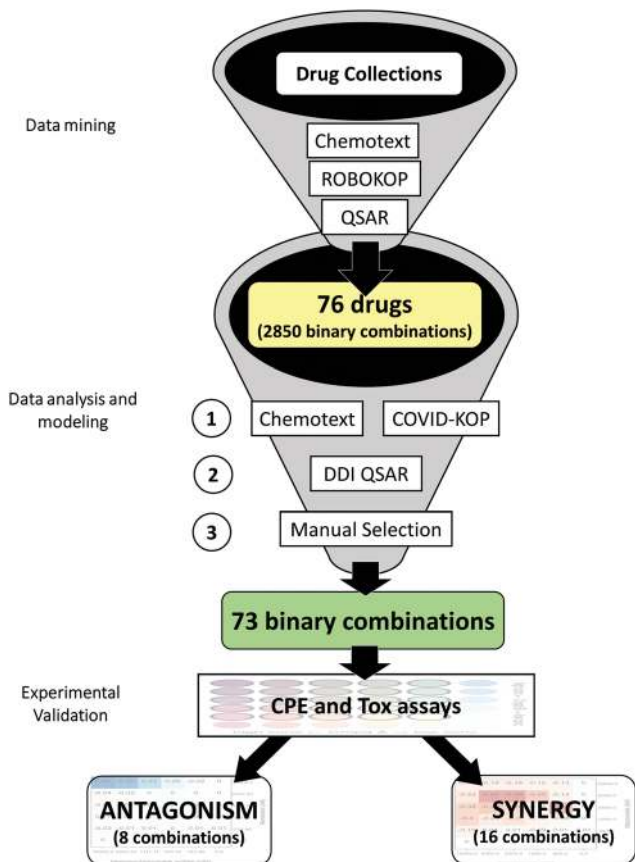 Drug Collections
Data mining
Chemotext
ROBOKOP
QSAR
76 drugs
(2850 binary combinations)
Data analysis and
modeling
1
Chemotext
COVID-KOP
2
DDI QSAR
3
Manual Selection
73 binary combinations
Experimental
Validation
CPE and Tox assays
ANTAGONISM
(8 combinations)
SYNERGY
(16 combinations)